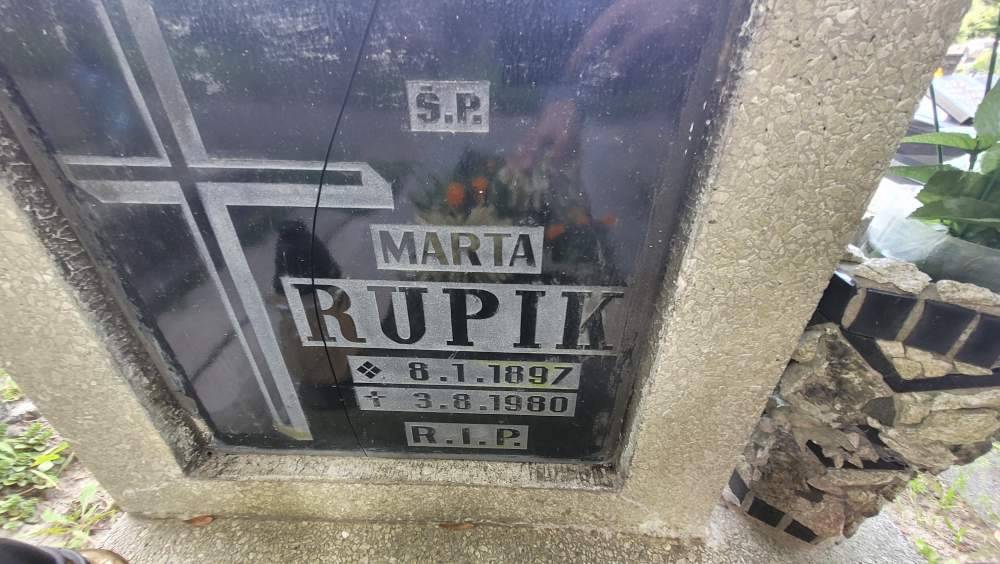 Ś.P.
MARTA
RUPIK
❖ 8.1.1897
✝ 3.8.1980
R.I.P.